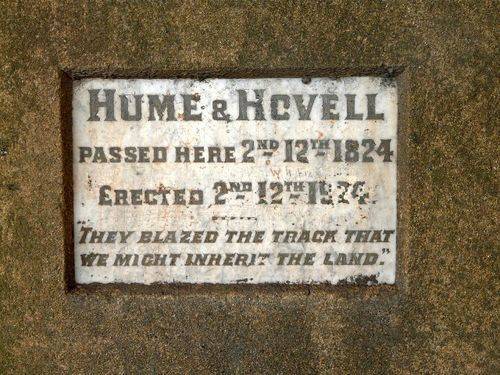 HUME & HOVELL
PASSED HERE 2ND 12TH 1824
ERECTED 2ND 12TH 1924.
"THEY BLAZED THE TRACK THAT
WE MIGHT INHERIT THE LAND."